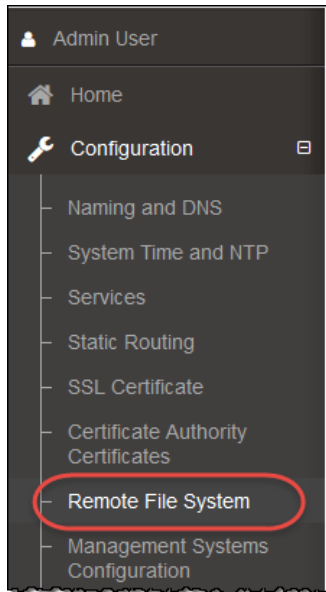 Admin User
Home
Configuration
Naming and DNS
System Time and NTP
Services
Static Routing
SSL Certificate
Certificate Authority
Certificates
Remote File System
Management Systems
Configuration